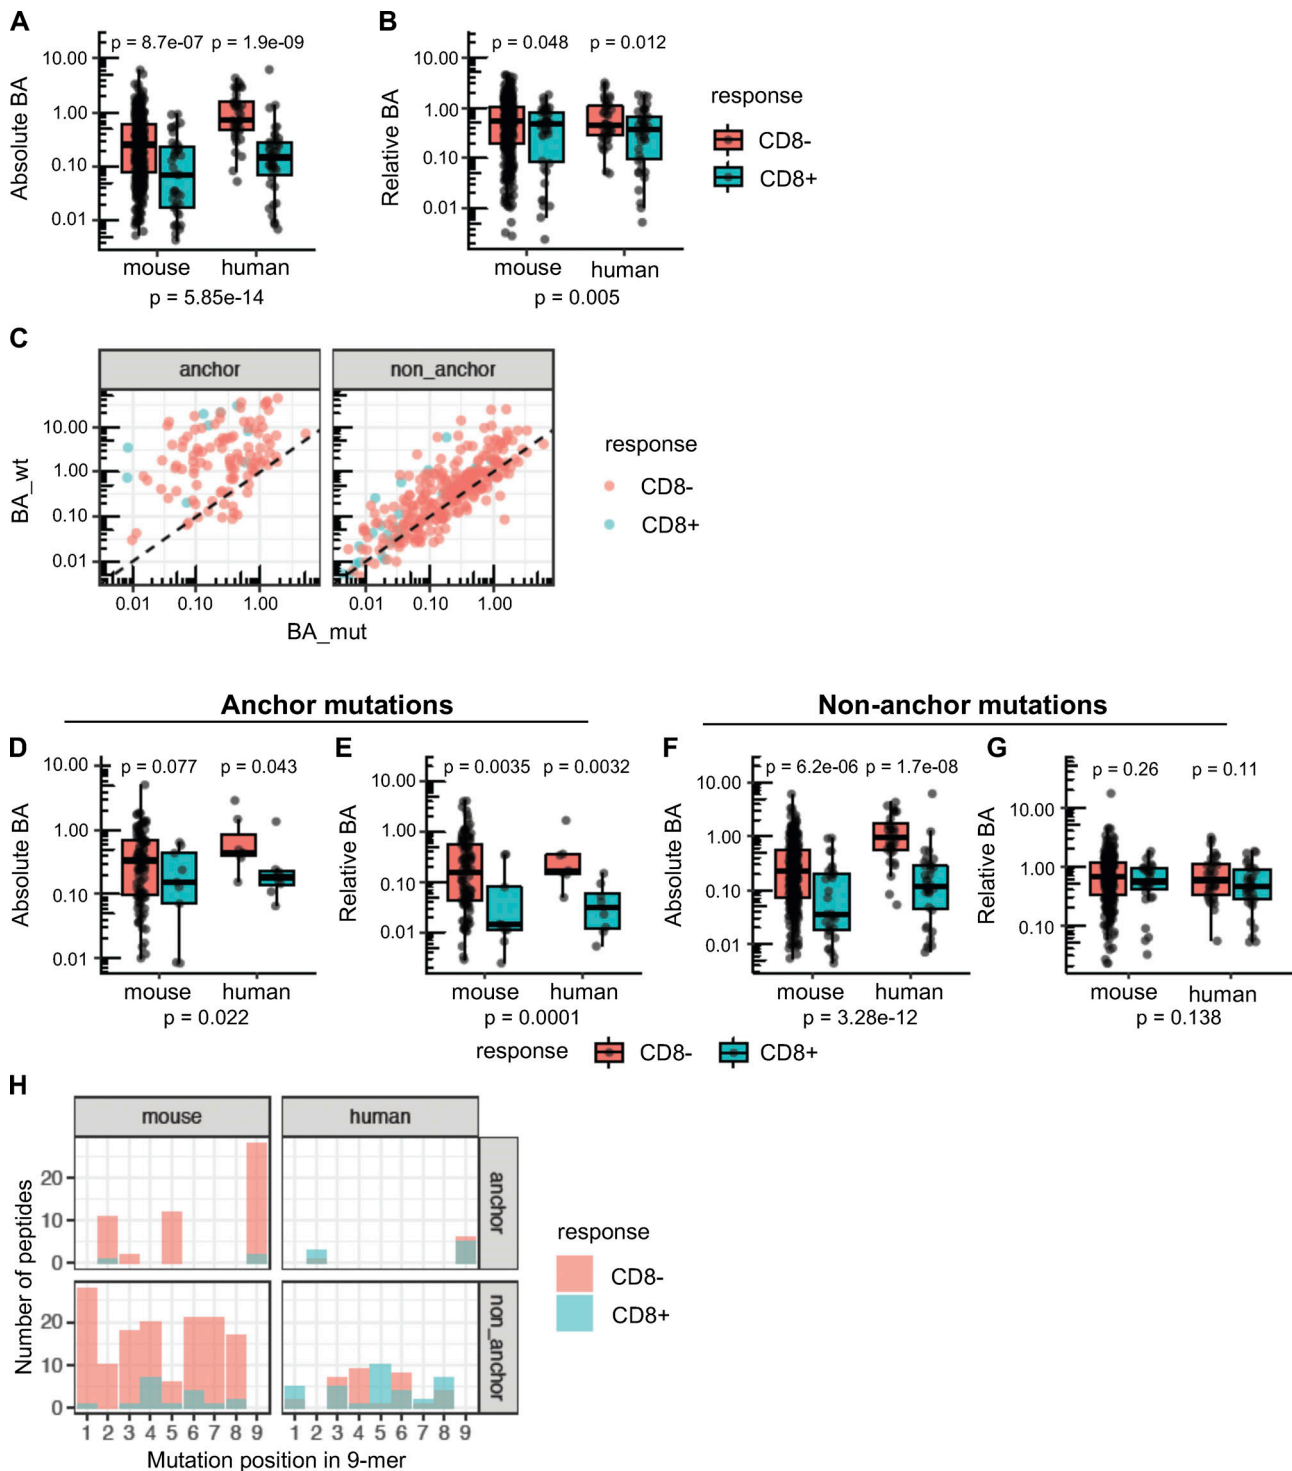 A
B
p = 8.7e-07 p = 1.9e-09
p = 0.048 p = 0.012
Absolute BA
10.00
1.00
0.10
0.01
mouse human
p = 5.85e-14
Relative BA
10.00
1.00
0.10
0.01
mouse human
p = 0.005
response
CD8-
CD8+
C
anchor
non_anchor
BA_wt
10.00
1.00
0.10
0.01
0.01 0.10 1.00
0.01 0.10 1.00
BA_mut
response
CD8-
CD8+
Anchor mutations
Non-anchor mutations
D
p = 0.077 p = 0.043
Absolute BA
10.00
1.00
0.10
0.01
mouse human
p = 0.022
E
p = 0.0035 p = 0.0032
Relative BA
10.00
1.00
0.10
0.01
mouse human
p = 0.0001
F
p = 6.2e-06 p = 1.7e-08
Absolute BA
10.00
1.00
0.10
0.01
mouse human
p = 3.28e-12
G
p = 0.26 p = 0.11
Relative BA
10.00
1.00
0.10
mouse human
p = 0.138
response CD8- CD8+
H
mouse
human
anchor
non_anchor
Number of peptides
20
10
0
20
10
0
1 2 3 4 5 6 7 8 9
1 2 3 4 5 6 7 8 9
Mutation position in 9-mer
response
CD8-
CD8+